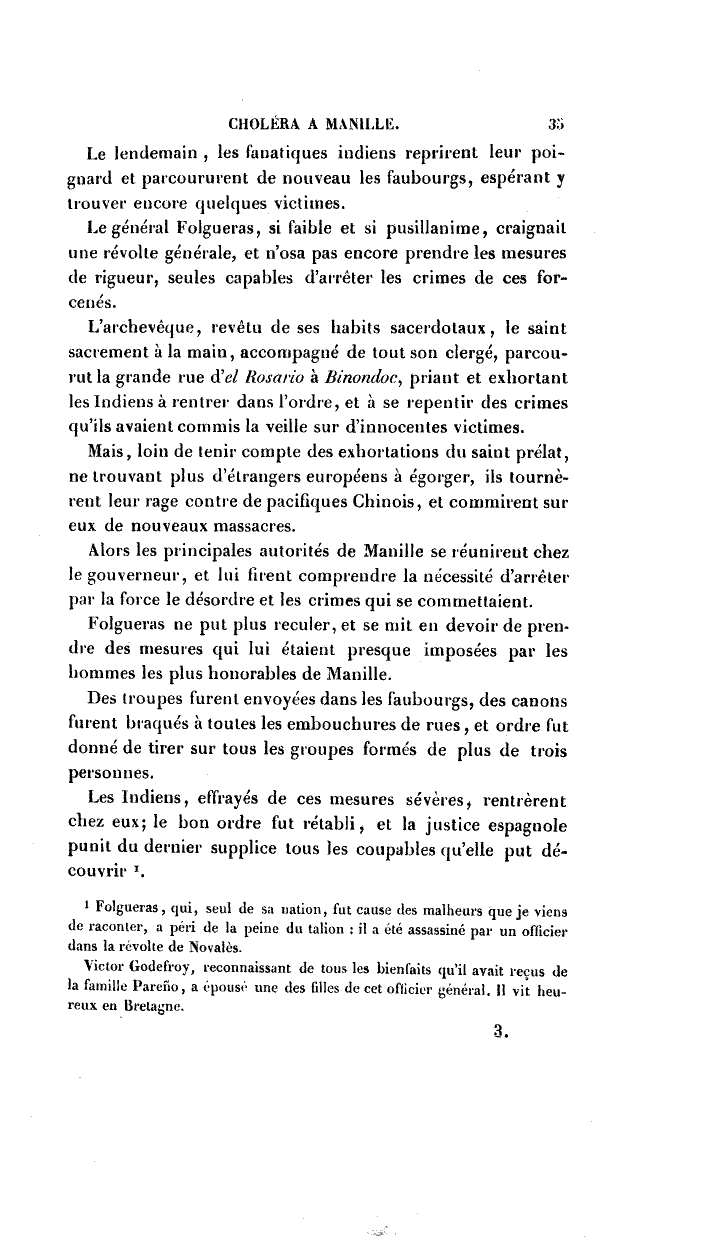 CHOLÉRA A MANILLE. 35
Le lendemain , les fanatiques indiens reprirent leur poi-
gnard et parcoururent de nouveau les faubourgs, espérant y
trouver encore quelques victimes.
Le général Folgueras, si faible et si pusillanime, craignait
une révolte générale, et n'osa pas encore prendre les mesures
de rigueur, seules capables d'arrêter les crimes de ces for-
cenés.
L'archevêque, revêtu de ses habits sacerdotaux, le saint
sacrement à la main, accompagné de tout son clergé, parcou-
rut la grande rue d'el Rosario à Binondoc, priant et exhortant
les Indiens à rentrer dans l'ordre, et à se repentir des crimes
qu'ils avaient commis la veille sur d'innocentes victimes.
Mais, loin de tenir compte des exhortations du saint prélat,
ne trouvant plus d'étrangers européens à égorger, ils tournè-
rent leur rage contre de pacifiques Chinois, et commirent sur
eux de nouveaux massacres.
Alors les principales autorités de Manille se réunirent chez
le gouverneur, et lui firent comprendre la nécessité d'arrêter
par la force le désordre et les crimes qui se commettaient.
Folgueras ne put plus reculer, et se mit en devoir de pren-
dre des mesures qui lui étaient presque imposées par les
hommes les plus honorables de Manille.
Des troupes furent envoyées dans les faubourgs, des canons
furent braqués à toutes les embouchures de rues, et ordre fut
donné de tirer sur tous les groupes formés de plus de trois
personnes.
Les Indiens, effrayés de ces mesures sévères, rentrèrent
chez eux; le bon ordre fut rétabli, et la justice espagnole
punit du dernier supplice tous les coupables qu'elle put dé-
couvrir ¹.
¹ Folgueras, qui, seul de sa nation, fut cause des malheurs que je viens
de raconter, a péri de la peine du talion : il a été assassiné par un officier
dans la révolte de Novalès.
Victor Godefroy, reconnaissant de tous les bienfaits qu'il avait reçus de
la famille Pareño, a épousé une des filles de cet officier général. Il vit heu-
reux en Bretagne.
3.